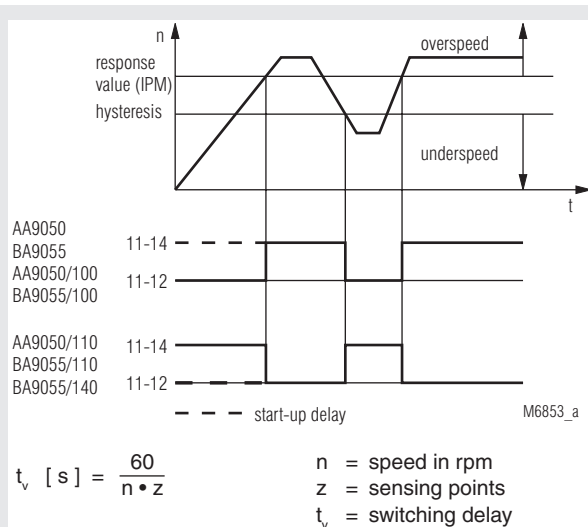 n
overspeed
response
value (IPM)
hysteresis
underspeed
t
AA9050
BA9055
AA9050/100
BA9055/100
11-14
11-12
AA9050/110
BA9055/110
BA9055/140
11-14
11-12
start-up delay
M6853_a
t_v [ s ] = 60 / n • z
n = speed in rpm
z = sensing points
t_v = switching delay